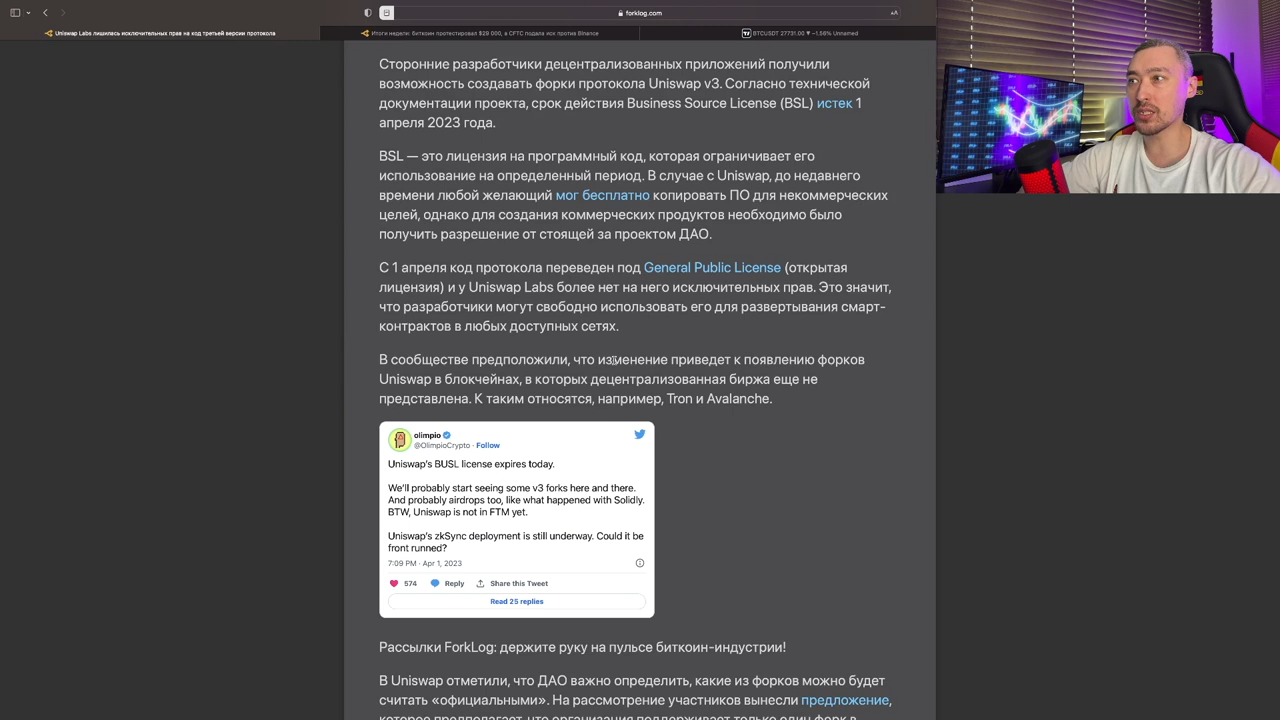 forklog.com
Uniswap Labs лишилась исключительных прав на код третьей версии протокола
Итоги недели: биткоин протестировал $29 000, а CFTC подала иск против Binance
BTCUSDT 27731.00 ▼ −1.56% Unnamed
Сторонние разработчики децентрализованных приложений получили
возможность создавать форки протокола Uniswap v3. Согласно технической
документации проекта, срок действия Business Source License (BSL) истек 1
апреля 2023 года.
BSL — это лицензия на программный код, которая ограничивает его
использование на определенный период. В случае с Uniswap, до недавнего
времени любой желающий мог бесплатно копировать ПО для некоммерческих
целей, однако для создания коммерческих продуктов необходимо было
получить разрешение от стоящей за проектом ДАО.
С 1 апреля код протокола переведен под General Public License (открытая
лицензия) и у Uniswap Labs более нет на него исключительных прав. Это значит,
что разработчики могут свободно использовать его для развертывания смарт-
контрактов в любых доступных сетях.
В сообществе предположили, что изменение приведет к появлению форков
Uniswap в блокчейнах, в которых децентрализованная биржа еще не
представлена. К таким относятся, например, Tron и Avalanche.
olimpio
@OlimpioCrypto · Follow
Uniswap's BUSL license expires today.
We'll probably start seeing some v3 forks here and there.
And probably airdrops too, like what happened with Solidly.
BTW, Uniswap is not in FTM yet.
Uniswap's zkSync deployment is still underway. Could it be
front runned?
7:09 PM · Apr 1, 2023
574 Reply Share this Tweet
Read 25 replies
Рассылки ForkLog: держите руку на пульсе биткоин-индустрии!
В Uniswap отметили, что ДАО важно определить, какие из форков можно будет
считать «официальными». На рассмотрение участников вынесли предложение,
которое предполагает, что организация поддерживает только один форк в